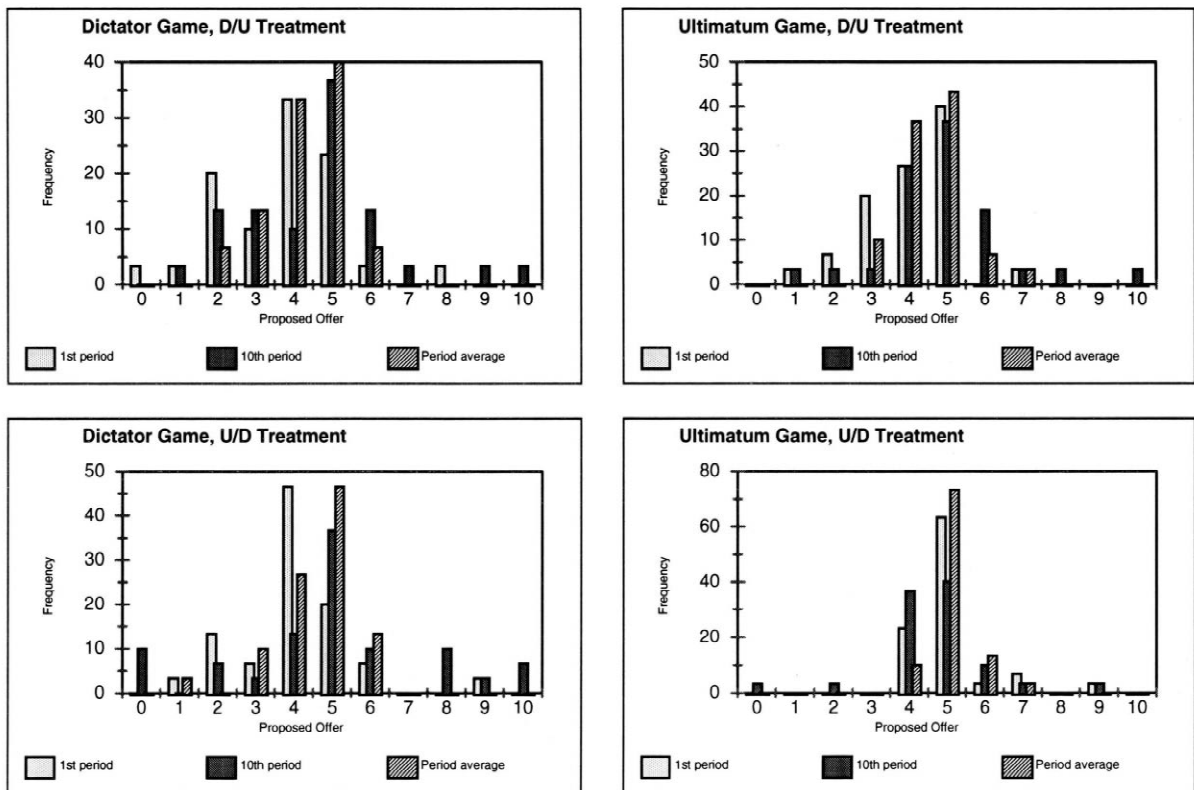 Dictator Game, D/U Treatment
40
30
20
10
0
Frequency
0 1 2 3 4 5 6 7 8 9 10
Proposed Offer
1st period 10th period Period average
Ultimatum Game, D/U Treatment
50
40
30
20
10
0
Frequency
0 1 2 3 4 5 6 7 8 9 10
Proposed Offer
1st period 10th period Period average
Dictator Game, U/D Treatment
50
40
30
20
10
0
Frequency
0 1 2 3 4 5 6 7 8 9 10
Proposed Offer
1st period 10th period Period average
Ultimatum Game, U/D Treatment
80
60
40
20
0
Frequency
0 1 2 3 4 5 6 7 8 9 10
Proposed Offer
1st period 10th period Period average